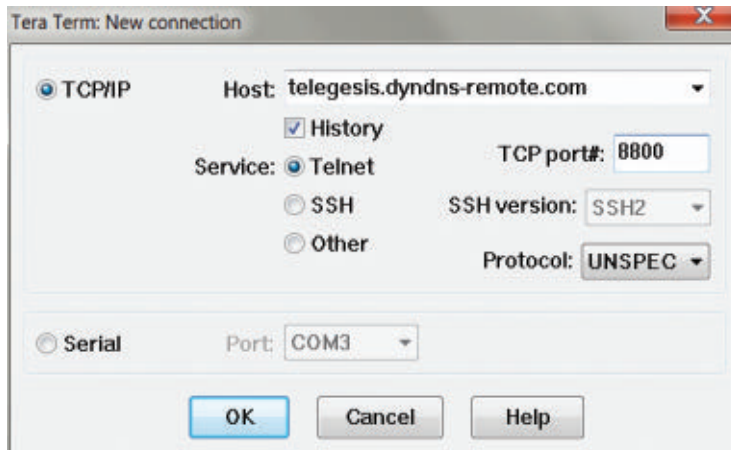 Tera Term: New connection
TCP/IP Host: telegesis.dyndns-remote.com
History
Service: Telnet TCP port#: 8800
SSH SSH version: SSH2
Other Protocol: UNSPEC
Serial Port: COM3
OK Cancel Help